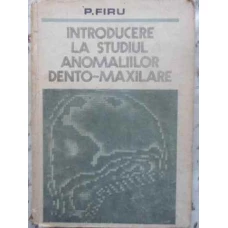 P.FIRU
INTRODUCERE
LA STUDIUL
ANOMALIILOR
DENTO-MAXILARE